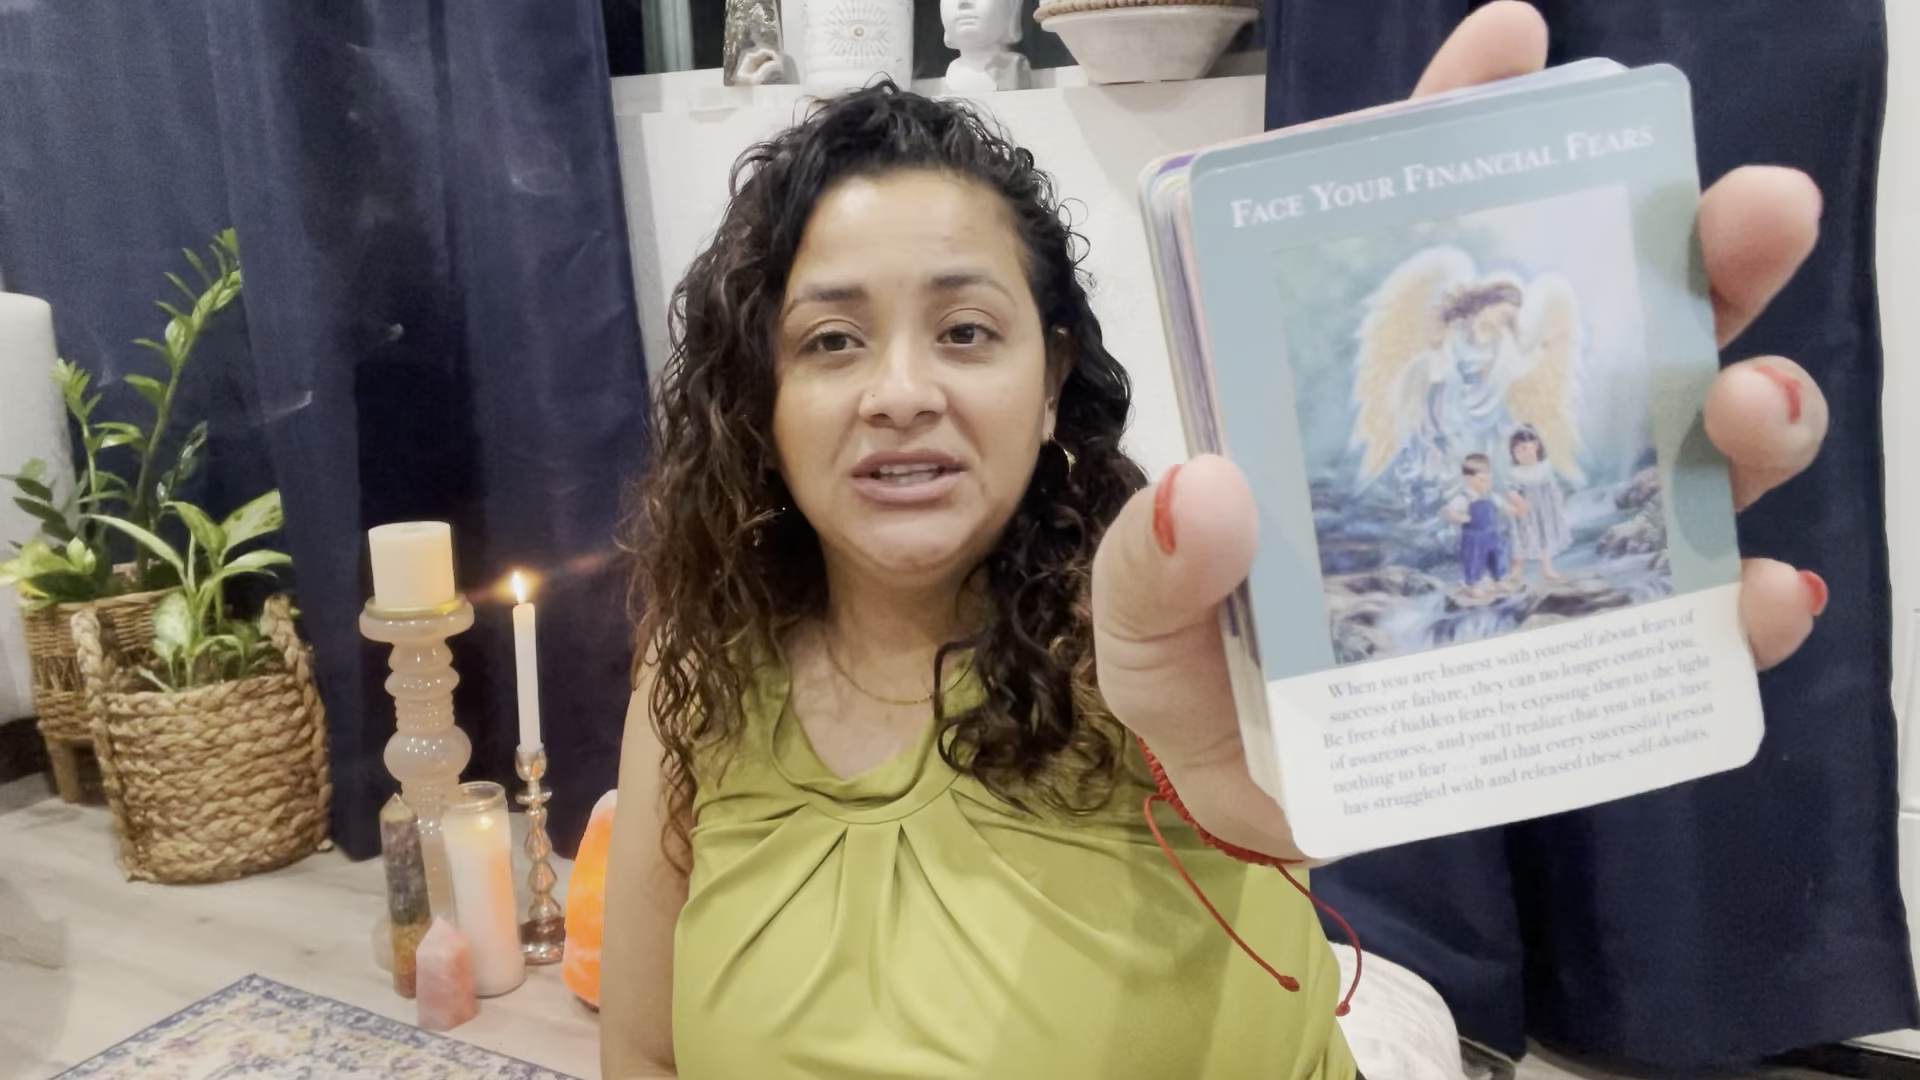 FACE YOUR FINANCIAL FEARS
When you are honest with yourself about fears of
success or failure, they can no longer control you.
Be free of hidden fears by exposing them to the light
of awareness, and you'll realize that you in fact have
nothing to fear . . . and that every successful person
has struggled with and released these self-doubts.